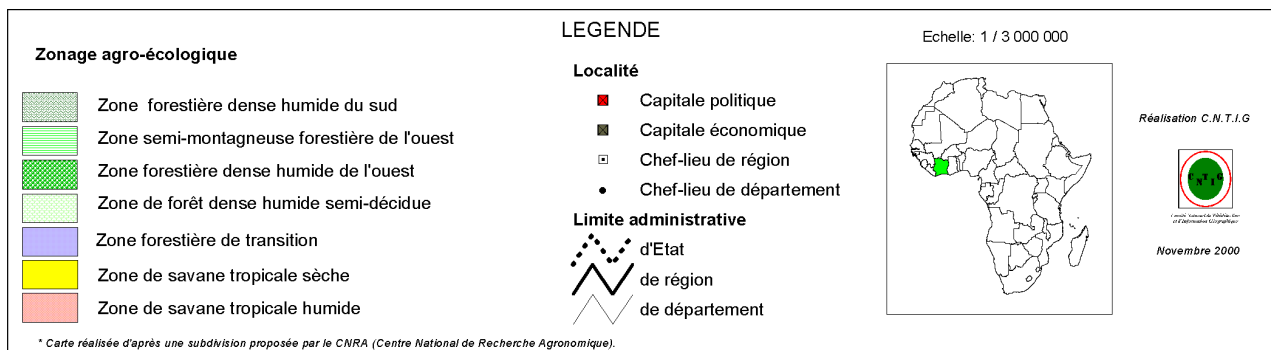 LEGENDE
Zonage agro-écologique
Zone forestière dense humide du sud
Zone semi-montagneuse forestière de l'ouest
Zone forestière dense humide de l'ouest
Zone de forêt dense humide semi-décidue
Zone forestière de transition
Zone de savane tropicale sèche
Zone de savane tropicale humide
* Carte réalisée d'après une subdivision proposée par le CNRA (Centre National de Recherche Agronomique).
Localité
Capitale politique
Capitale économique
Chef-lieu de région
Chef-lieu de département
Limite administrative
d'Etat
de région
de département
Echelle: 1 / 3 000 000
Réalisation C.N.T.I.G
CNTIG
et d'Information Géographique
Novembre 2000